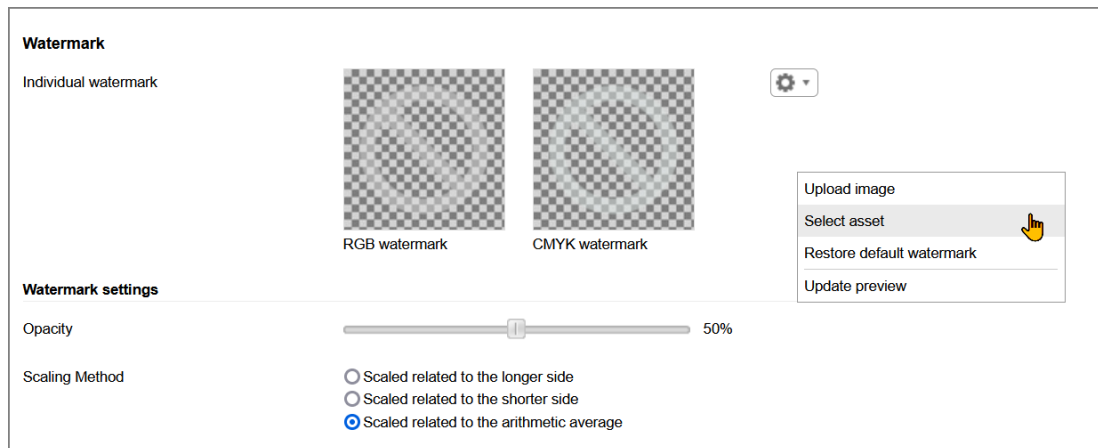 Watermark
Individual watermark
RGB watermark
CMYK watermark
Upload image
Select asset
Restore default watermark
Update preview
Watermark settings
Opacity
50%
Scaling Method
Scaled related to the longer side
Scaled related to the shorter side
Scaled related to the arithmetic average